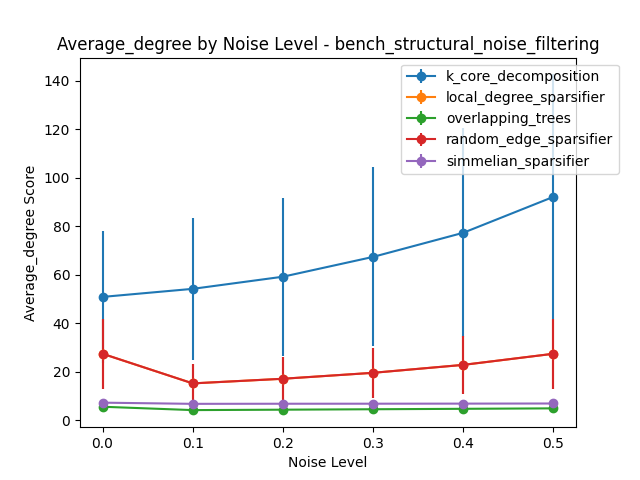 Average_degree by Noise Level - bench_structural_noise_filtering
k_core_decomposition
local_degree_sparsifier
overlapping_trees
random_edge_sparsifier
simmelian_sparsifier
Average_degree Score
140
120
100
80
60
40
20
0
0.0 0.1 0.2 0.3 0.4 0.5
Noise Level